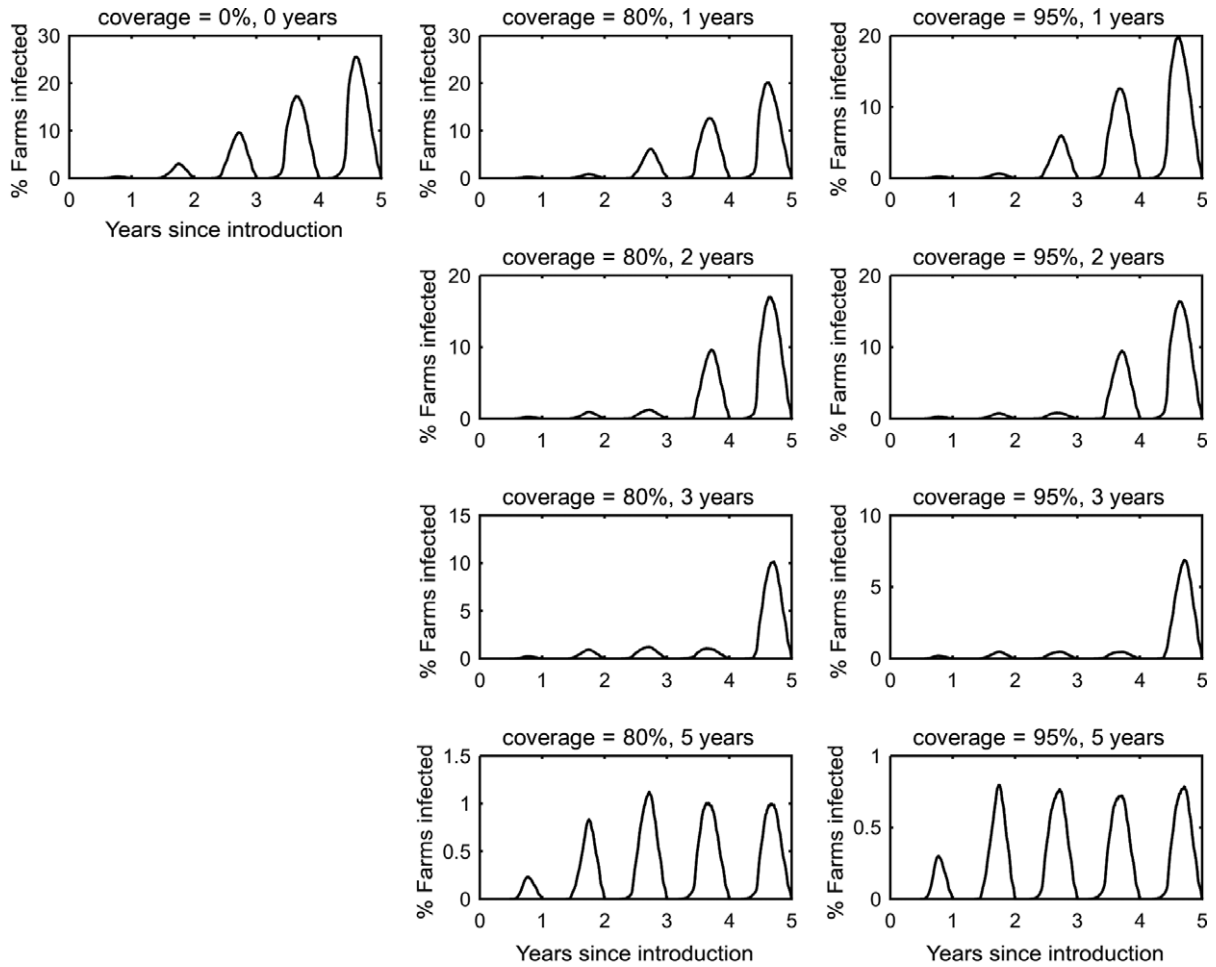 coverage = 0%, 0 years
% Farms infected
30
20
10
0
0 1 2 3 4 5
Years since introduction
coverage = 80%, 1 years
% Farms infected
30
20
10
0
0 1 2 3 4 5
coverage = 95%, 1 years
% Farms infected
20
10
0
0 1 2 3 4 5
coverage = 80%, 2 years
% Farms infected
20
10
0
0 1 2 3 4 5
coverage = 95%, 2 years
% Farms infected
20
10
0
0 1 2 3 4 5
coverage = 80%, 3 years
% Farms infected
15
10
5
0
0 1 2 3 4 5
coverage = 95%, 3 years
% Farms infected
10
5
0
0 1 2 3 4 5
coverage = 80%, 5 years
% Farms infected
1.5
1
0.5
0
0 1 2 3 4 5
Years since introduction
coverage = 95%, 5 years
% Farms infected
1
0.5
0
0 1 2 3 4 5
Years since introduction